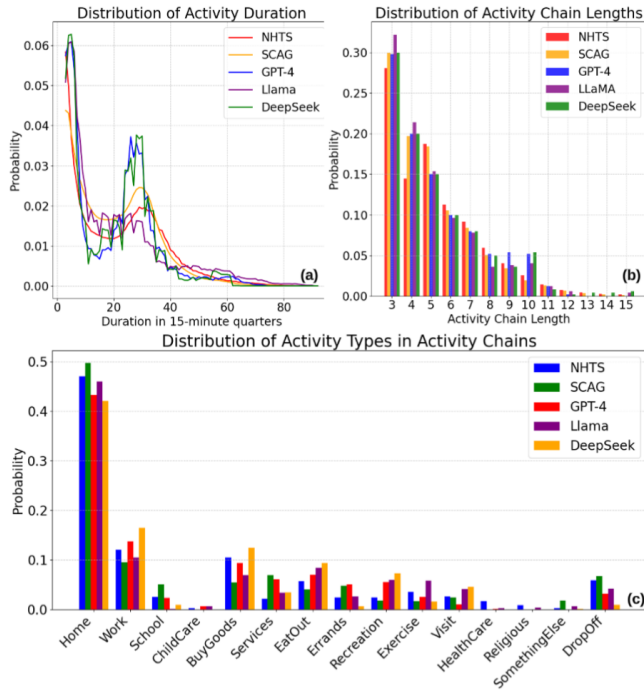 Distribution of Activity Duration
NHTS
SCAG
GPT-4
Llama
DeepSeek
Probability
0.06
0.05
0.04
0.03
0.02
0.01
0.00
0
20
40
60
80
(a)
Duration in 15-minute quarters
Distribution of Activity Chain Lengths
NHTS
SCAG
GPT-4
LLaMA
DeepSeek
Probability
0.30
0.25
0.20
0.15
0.10
0.05
0.00
3 4 5 6 7 8 9 10 11 12 13 14 15
(b)
Activity Chain Length
Distribution of Activity Types in Activity Chains
NHTS
SCAG
GPT-4
Llama
DeepSeek
Probability
0.5
0.4
0.3
0.2
0.1
0.0
(c)
Home
Work
School
ChildCare
BuyGoods
Services
EatOut
Errands
Recreation
Exercise
Visit
HealthCare
Religious
SomethingElse
DropOff